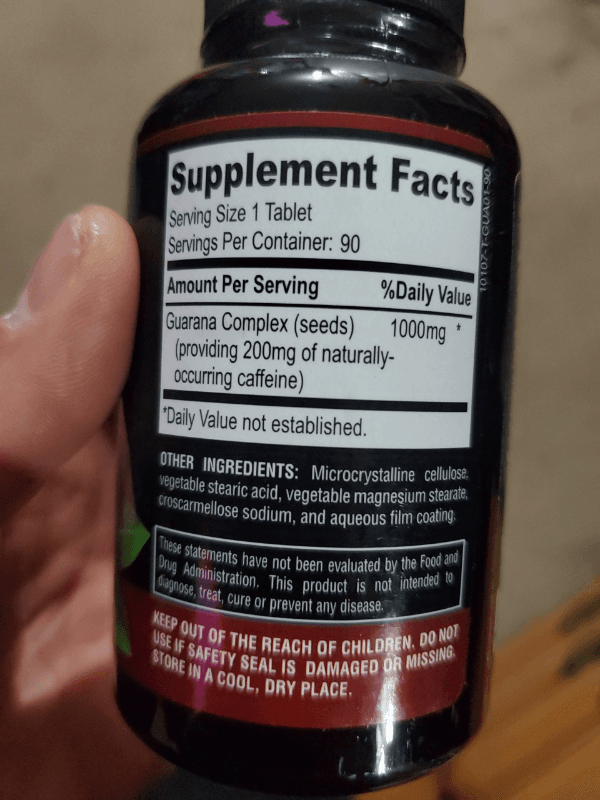 Supplement Facts
Serving Size 1 Tablet
Servings Per Container: 90
Amount Per Serving %Daily Value
Guarana Complex (seeds) 1000mg *
(providing 200mg of naturally-
occurring caffeine)
*Daily Value not established.
OTHER INGREDIENTS: Microcrystalline cellulose,
vegetable stearic acid, vegetable magnesium stearate,
croscarmellose sodium, and aqueous film coating.
These statements have not been evaluated by the Food and
Drug Administration. This product is not intended to
diagnose, treat, cure or prevent any disease.
KEEP OUT OF THE REACH OF CHILDREN. DO NOT
USE IF SAFETY SEAL IS DAMAGED OR MISSING.
STORE IN A COOL, DRY PLACE.
10107-T-GUA01-90